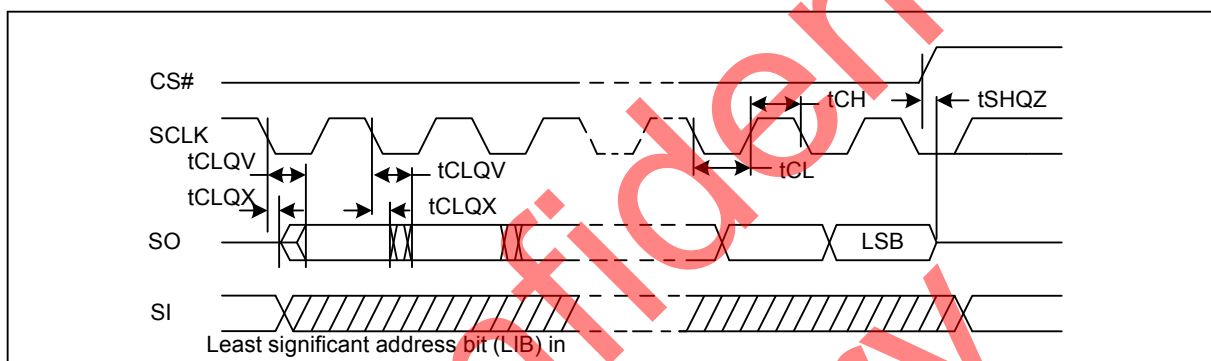 CS#
tCH
tSHQZ
SCLK
tCLQV
tCLQV
tCL
tCLQX
tCLQX
SO
LSB
SI
Least significant address bit (LIB) in